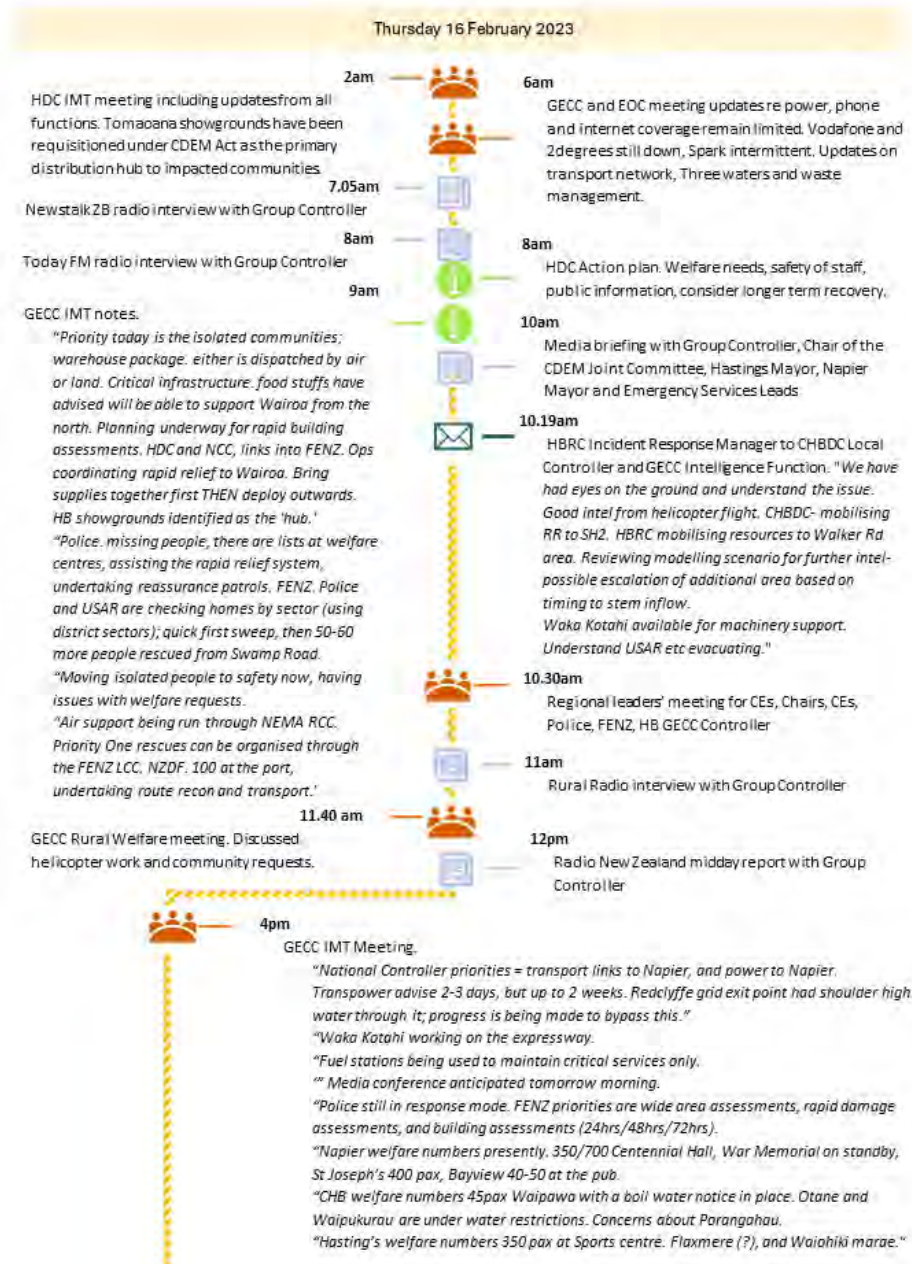 Thursday 16 February 2023
2am
HDC IMT meeting including updates from all
functions. Tomaoana showgrounds have been
requisitioned under CDEM Act as the primary
distribution hub to impacted communities.
6am
GECC and EOC meeting updates re power, phone
and internet coverage remain limited. Vodafone and
2degrees still down, Spark intermittent. Updates on
transport network, Three waters and waste
management.
7.05am
Newstalk ZB radio interview with Group Controller
8am
Today FM radio interview with Group Controller
8am
HDC Action plan. Welfare needs, safety of staff,
public information, consider longer term recovery.
9am
GECC IMT notes.
"Priority today is the isolated communities;
warehouse package. either is dispatched by air
or land. Critical infrastructure. food stuffs have
advised will be able to support Wairoa from the
north. Planning underway for rapid building
assessments. HDC and NCC, links into FENZ. Ops
coordinating rapid relief to Wairoa. Bring
supplies together first THEN deploy outwards.
HB showgrounds identified as the 'hub.'
"Police. missing people, there are lists at welfare
centres, assisting the rapid relief system,
undertaking reassurance patrols. FENZ. Police
and USAR are checking homes by sector (using
district sectors); quick first sweep, then 50-60
more people rescued from Swamp Road.
"Moving isolated people to safety now, having
issues with welfare requests.
"Air support being run through NEMA RCC.
Priority One rescues can be organised through
the FENZ LCC. NZDF. 100 at the port,
undertaking route recon and transport.'
10am
Media briefing with Group Controller, Chair of the
CDEM Joint Committee, Hastings Mayor, Napier
Mayor and Emergency Services Leads
10.19am
HBRC Incident Response Manager to CHBDC Local
Controller and GECC Intelligence Function. "We have
had eyes on the ground and understand the issue.
Good intel from helicopter flight. CHBDC- mobilising
RR to SH2. HBRC mobilising resources to Walker Rd
area. Reviewing modelling scenario for further intel-
possible escalation of additional area based on
timing to stem inflow.
Waka Kotahi available for machinery support.
Understand USAR etc evacuating."
10.30am
Regional leaders' meeting for CEs, Chairs, CEs,
Police, FENZ, HB GECC Controller
11am
Rural Radio interview with Group Controller
11.40 am
GECC Rural Welfare meeting. Discussed
helicopter work and community requests.
12pm
Radio New Zealand midday report with Group
Controller
4pm
GECC IMT Meeting.
"National Controller priorities = transport links to Napier, and power to Napier.
Transpower advise 2-3 days, but up to 2 weeks. Redclyffe grid exit point had shoulder high
water through it; progress is being made to bypass this."
"Waka Kotahi working on the expressway.
"Fuel stations being used to maintain critical services only.
"" Media conference anticipated tomorrow morning.
"Police still in response mode. FENZ priorities are wide area assessments, rapid damage
assessments, and building assessments (24hrs/48hrs/72hrs).
"Napier welfare numbers presently. 350/700 Centennial Hall, War Memorial on standby,
St Joseph's 400 pax, Bayview 40-50 at the pub.
"CHB welfare numbers 45pax Waipawa with a boil water notice in place. Otane and
Waipukurau are under water restrictions. Concerns about Porangahau.
"Hasting's welfare numbers 350 pax at Sports centre. Flaxmere (?), and Waiohiki marae."